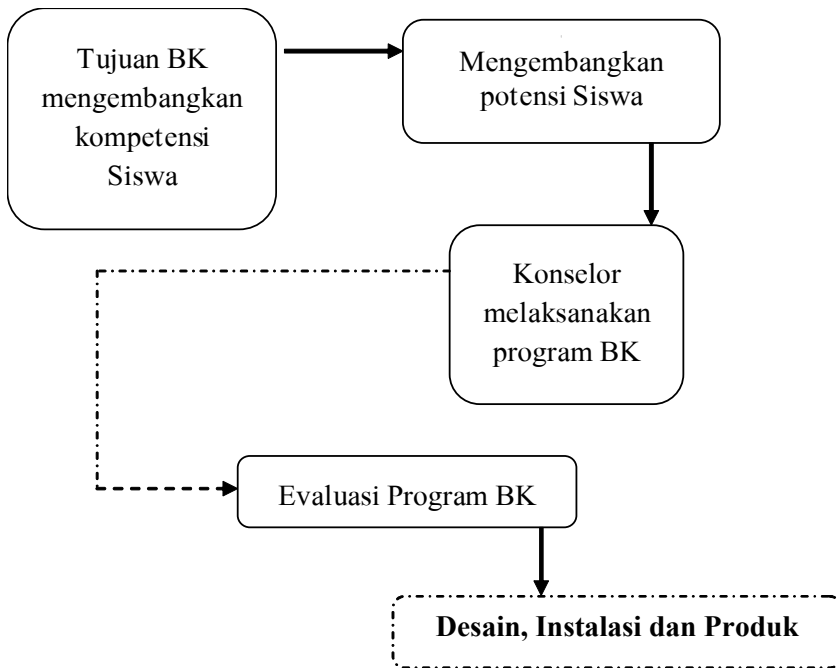 Tujuan BK
mengembangkan
kompetensi
Siswa
Mengembangkan
potensi Siswa
Konselor
melaksanakan
program BK
Evaluasi Program BK
Desain, Instalasi dan Produk